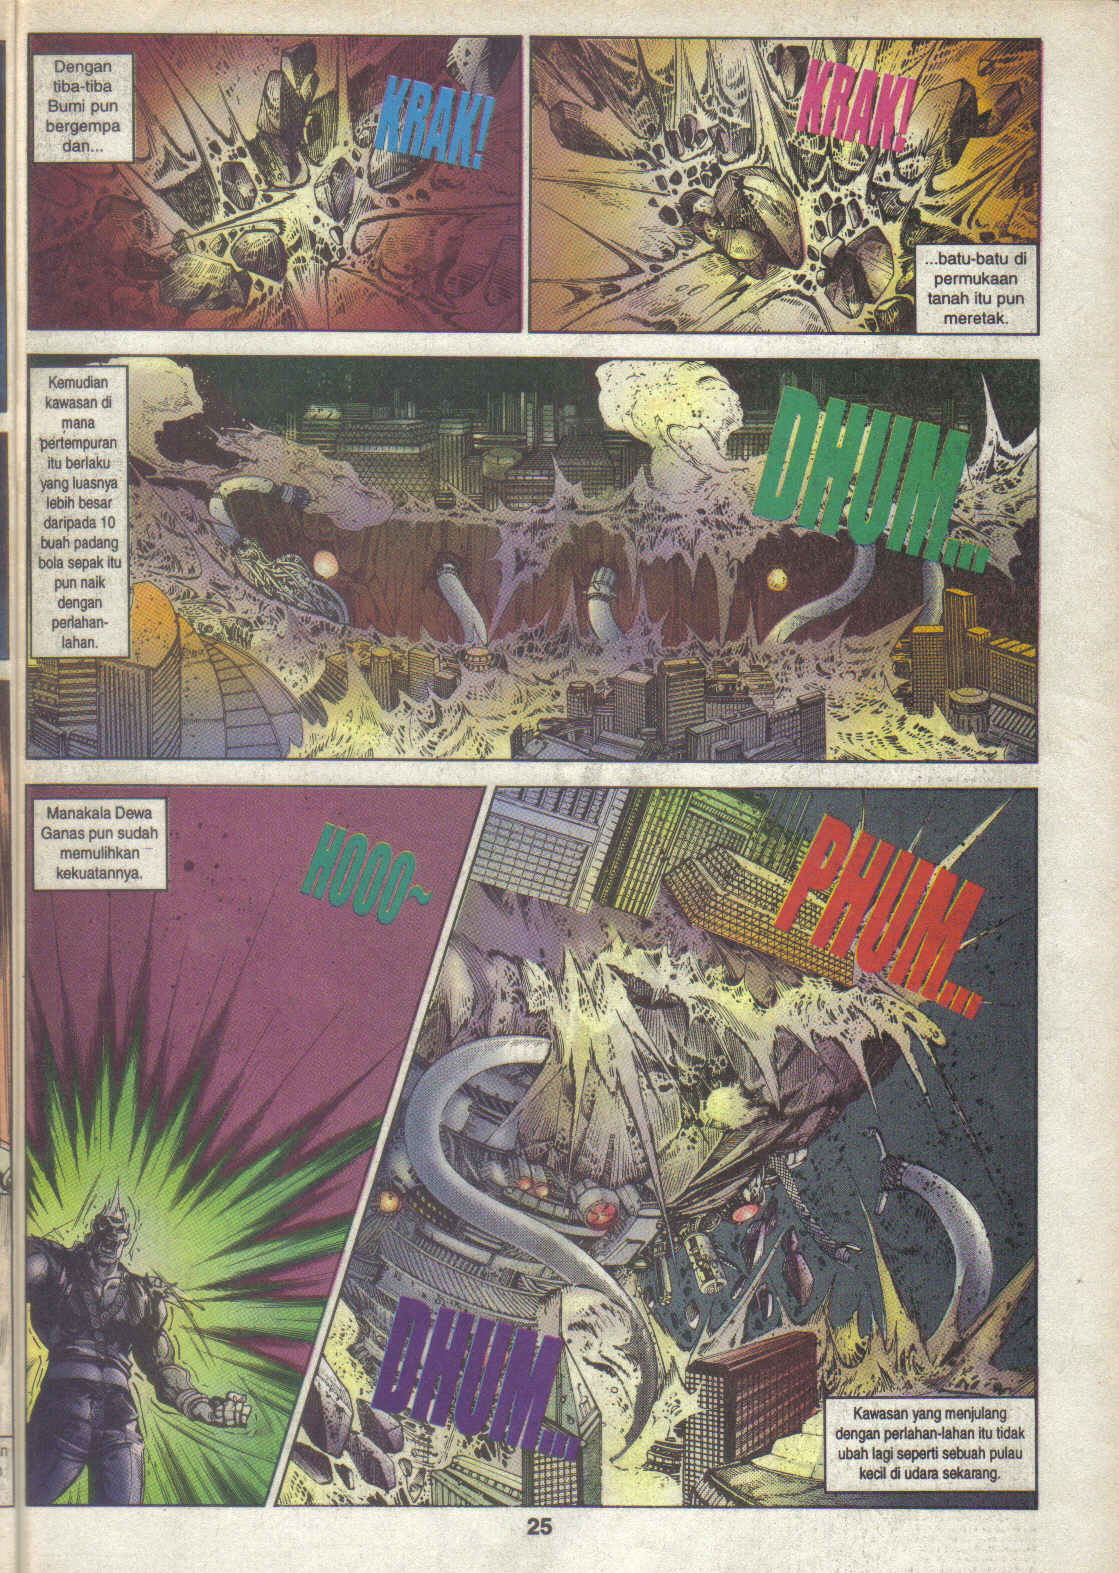 Dengan
tiba-tiba
Bumi pun
bergempa
dan...
KRAK!
KRAK!
...batu-batu di
permukaan
tanah itu pun
meretak.
Kemudian
kawasan di
mana
pertempuran
itu berlaku
yang luasnya
lebih besar
daripada 10
buah padang
bola sepak itu
pun naik
dengan
perlahan-
lahan.
DHUM...
Manakala Dewa
Ganas pun sudah
memulihkan
kekuatannya.
HOOO~
PHUM...
DHUM...
Kawasan yang menjulang
dengan perlahan-lahan itu tidak
ubah lagi seperti sebuah pulau
kecil di udara sekarang.
25